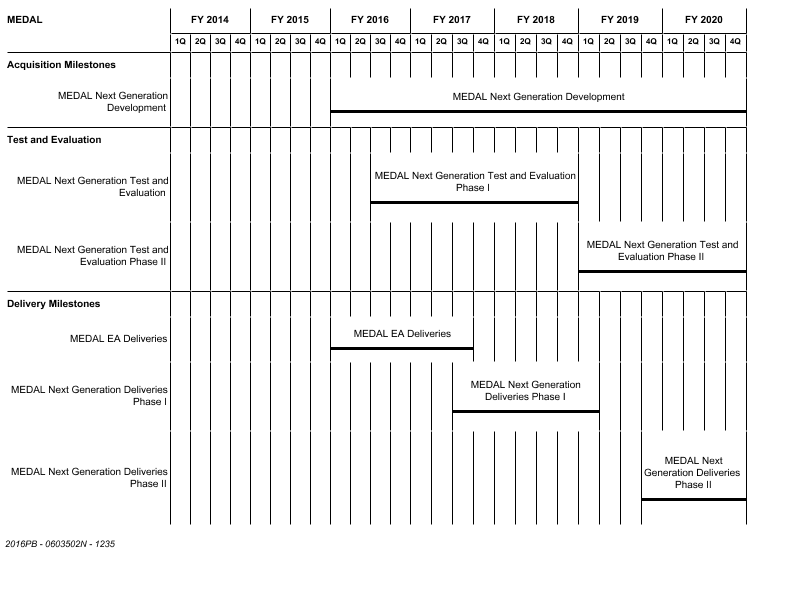 MEDAL FY 2014 FY 2015 FY 2016 FY 2017 FY 2018 FY 2019 FY 2020
1Q 2Q 3Q 4Q 1Q 2Q 3Q 4Q 1Q 2Q 3Q 4Q 1Q 2Q 3Q 4Q 1Q 2Q 3Q 4Q 1Q 2Q 3Q 4Q 1Q 2Q 3Q 4Q
Acquisition Milestones
MEDAL Next Generation
Development
MEDAL Next Generation Development
Test and Evaluation
MEDAL Next Generation Test and
Evaluation
MEDAL Next Generation Test and Evaluation
Phase I
MEDAL Next Generation Test and
Evaluation Phase II
MEDAL Next Generation Test and
Evaluation Phase II
Delivery Milestones
MEDAL EA Deliveries
MEDAL EA Deliveries
MEDAL Next Generation Deliveries
Phase I
MEDAL Next Generation
Deliveries Phase I
MEDAL Next Generation Deliveries
Phase II
MEDAL Next
Generation Deliveries
Phase II
2016PB - 0603502N - 1235